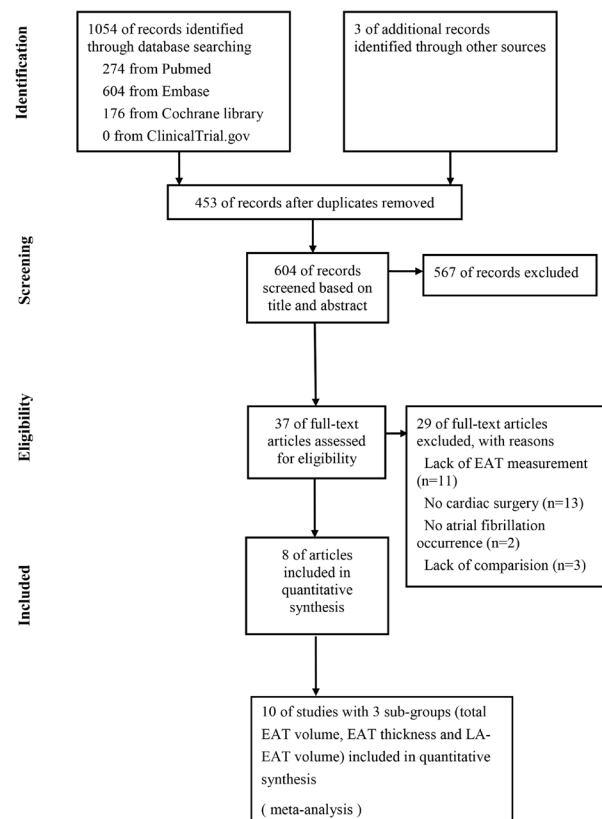 Identification
1054 of records identified
through database searching
274 from Pubmed
604 from Embase
176 from Cochrane library
0 from ClinicalTrial.gov
3 of additional records
identified through other sources
453 of records after duplicates removed
Screening
604 of records
screened based on
title and abstract
567 of records excluded
Eligibility
37 of full-text
articles assessed
for eligibility
29 of full-text articles
excluded, with reasons
Lack of EAT measurement
(n=11)
No cardiac surgery (n=13)
No atrial fibrillation
occurrence (n=2)
Lack of comparision (n=3)
Included
8 of articles
included in
quantitative
synthesis
10 of studies with 3 sub-groups (total
EAT volume, EAT thickness and LA-
EAT volume) included in quantitative
synthesis
( meta-analysis )